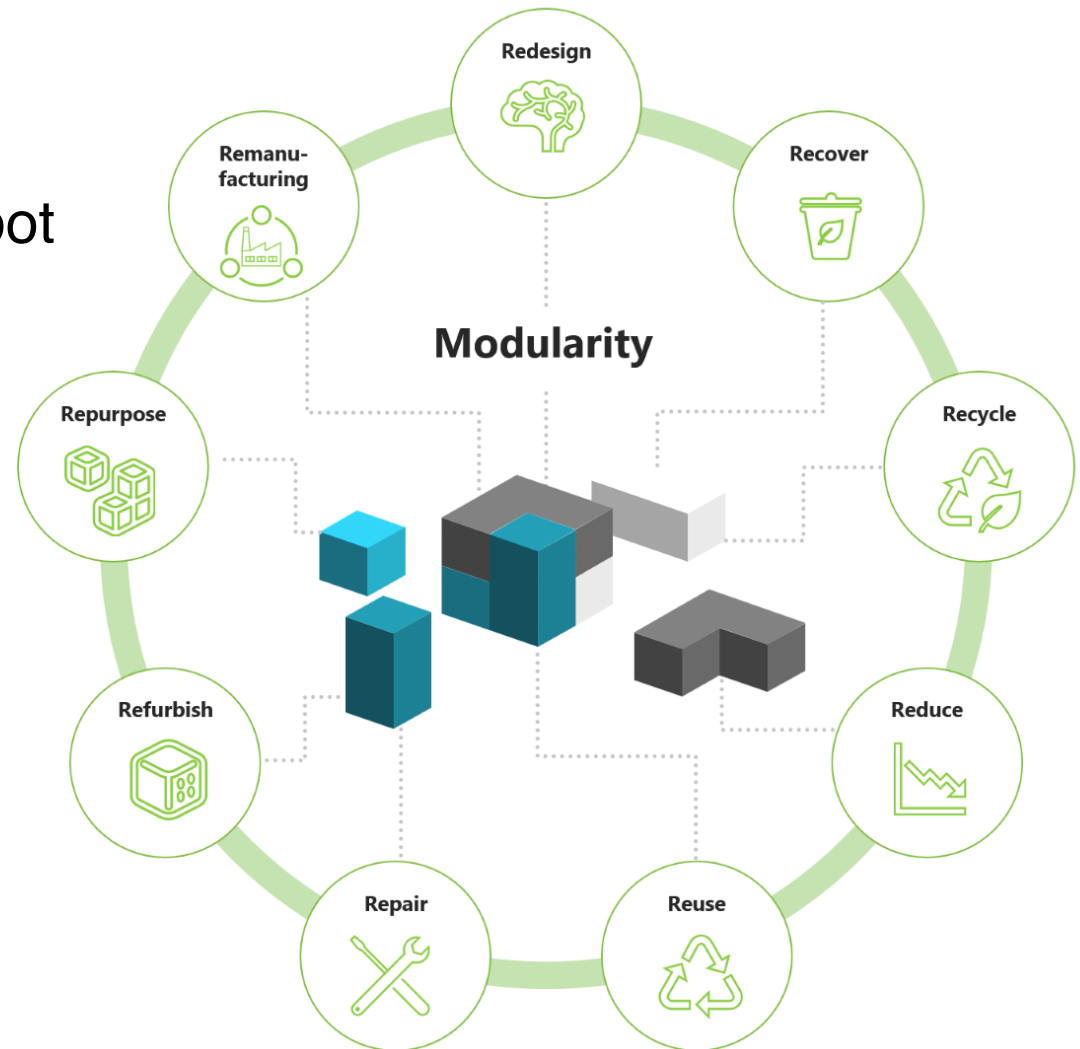 Redesign
Remanu-
facturing
Recover
Modularity
Repurpose
Recycle
Refurbish
Reduce
Repair
Reuse